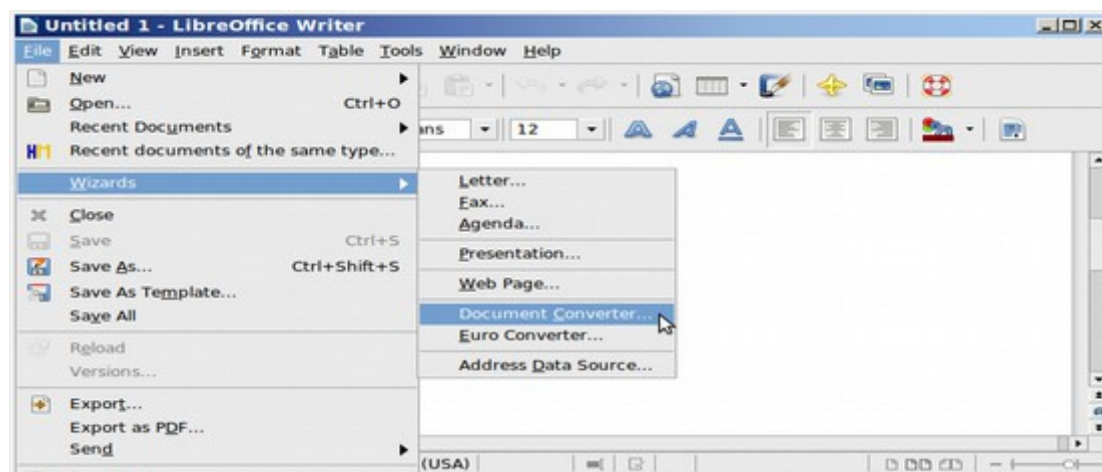 Untitled 1 - LibreOffice Writer
File Edit View Insert Format Table Tools Window Help
New
Open... Ctrl+O
Recent Documents
Recent documents of the same type...
ans 12
Wizards
Close
Save Ctrl+S
Save As... Ctrl+Shift+S
Save As Template...
Save All
Reload
Versions...
Export...
Export as PDF...
Send
Letter...
Fax...
Agenda...
Presentation...
Web Page...
Document Converter...
Euro Converter...
Address Data Source...
(USA)